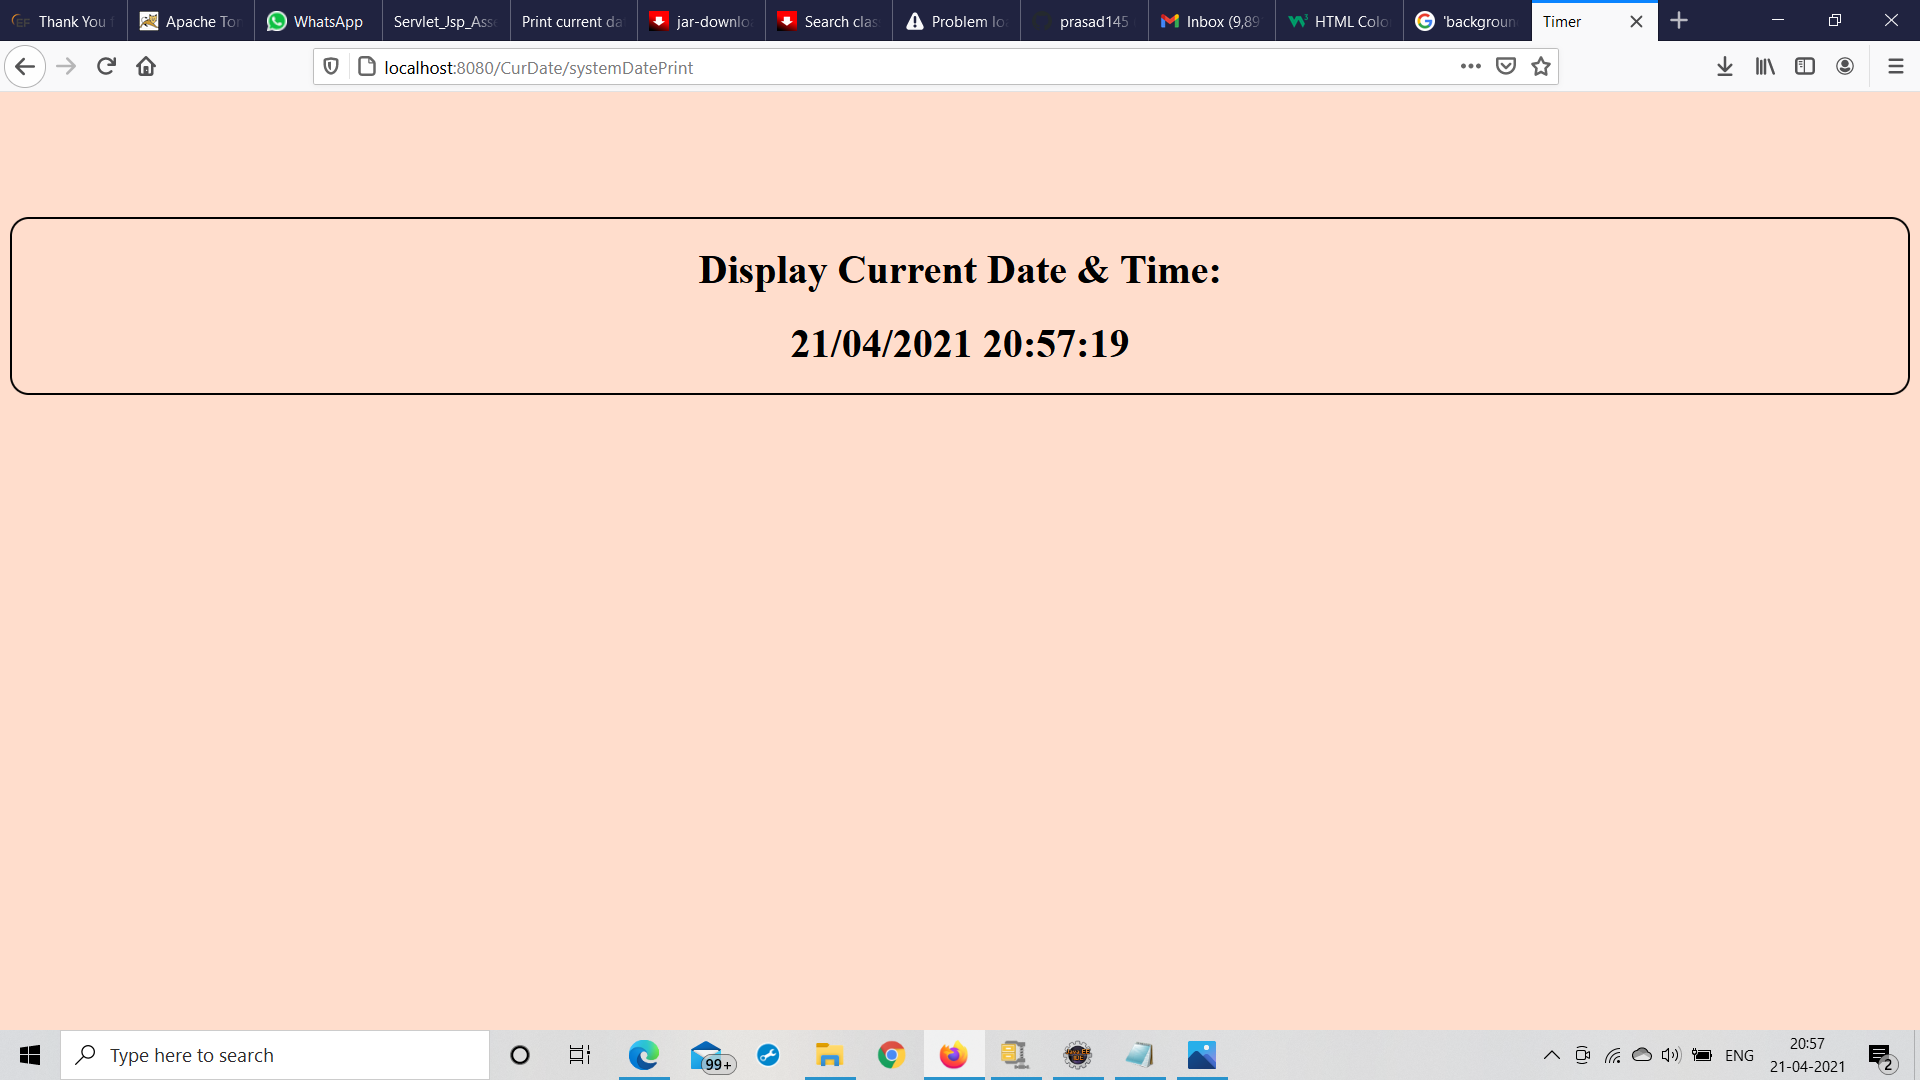 Thank You
Apache To
WhatsApp
Servlet_Jsp_Ass
Print current da
jar-downlo
Search clas
Problem lo
prasad145
Inbox (9,89
HTML Colo
'backgroun
Timer
localhost:8080/CurDate/systemDatePrint
Display Current Date & Time:
21/04/2021 20:57:19
Type here to search
99+
ENG
20:57
21-04-2021
2